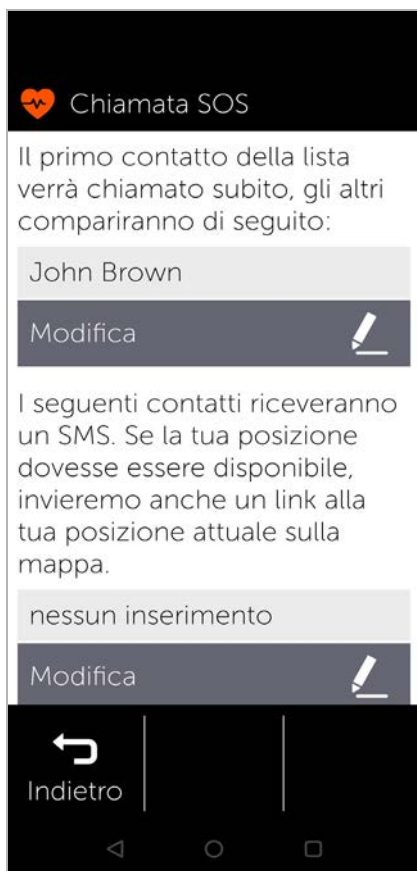 Chiamata SOS
Il primo contatto della lista
verrà chiamato subito, gli altri
compariranno di seguito:
John Brown
Modifica
I seguenti contatti riceveranno
un SMS. Se la tua posizione
dovesse essere disponibile,
invieremo anche un link alla
tua posizione attuale sulla
mappa.
nessun inserimento
Modifica
Indietro